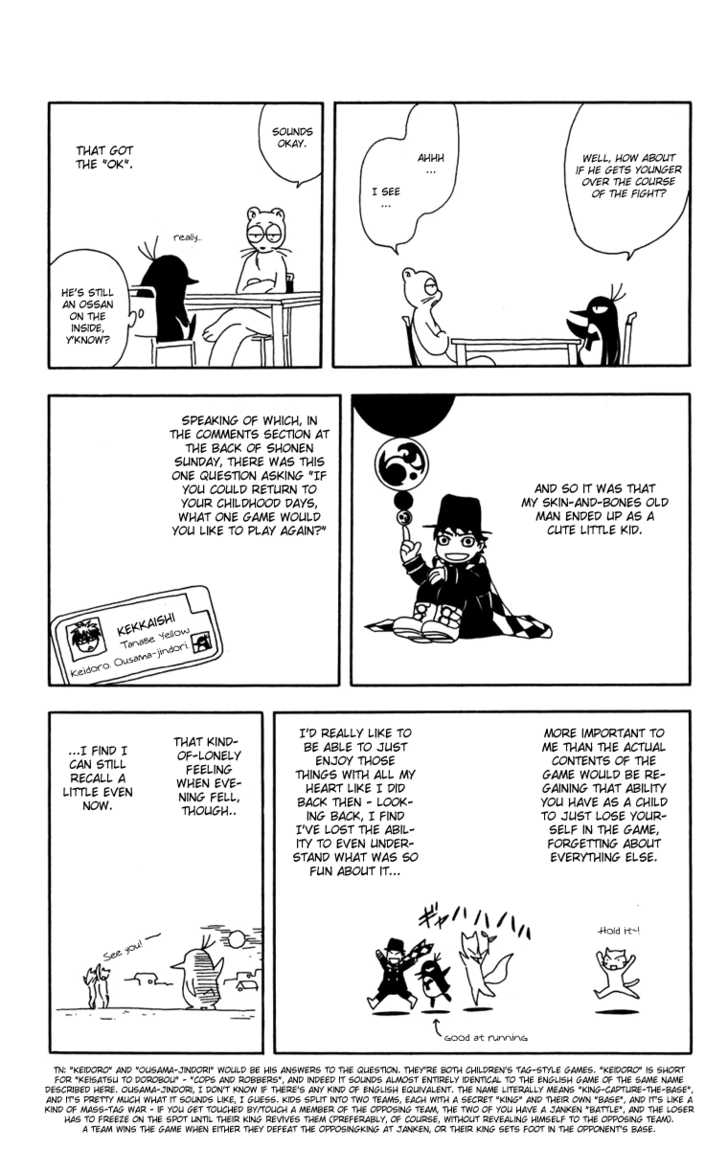 WELL, HOW ABOUT
IF HE GETS YOUNGER
OVER THE COURSE
OF THE FIGHT?
AHHH
...
I SEE
...
SOUNDS
OKAY.
THAT GOT
THE "OK".
really..
HE'S STILL
AN OSSAN
ON THE
INSIDE,
Y'KNOW?
AND SO IT WAS THAT
MY SKIN-AND-BONES OLD
MAN ENDED UP AS A
CUTE LITTLE KID.
SPEAKING OF WHICH, IN
THE COMMENTS SECTION AT
THE BACK OF SHONEN
SUNDAY, THERE WAS THIS
ONE QUESTION ASKING "IF
YOU COULD RETURN TO
YOUR CHILDHOOD DAYS,
WHAT ONE GAME WOULD
YOU LIKE TO PLAY AGAIN?"
KEKKAISHI
Tanabe Yellow
Keidoro. Ousama-jindori
MORE IMPORTANT TO
ME THAN THE ACTUAL
CONTENTS OF THE
GAME WOULD BE RE-
GAINING THAT ABILITY
YOU HAVE AS A CHILD
TO JUST LOSE YOUR-
SELF IN THE GAME,
FORGETTING ABOUT
EVERYTHING ELSE.
I'D REALLY LIKE TO
BE ABLE TO JUST
ENJOY THOSE
THINGS WITH ALL MY
HEART LIKE I DID
BACK THEN - LOOK-
ING BACK, I FIND
I'VE LOST THE ABIL-
ITY TO EVEN UNDER-
STAND WHAT WAS SO
FUN ABOUT IT...
Hold it~!
ギャハハハハ
Good at running
THAT KIND-
OF-LONELY
FEELING
WHEN EVE-
NING FELL,
THOUGH..
...I FIND I
CAN STILL
RECALL A
LITTLE EVEN
NOW.
See you!
TN: "KEIDORO" AND "OUSAMA-JINDORI" WOULD BE HIS ANSWERS TO THE QUESTION. THEY'RE BOTH CHILDREN'S TAG-STYLE GAMES. "KEIDORO" IS SHORT
FOR "KEISATSU TO DOROBOU" - "COPS AND ROBBERS", AND INDEED IT SOUNDS ALMOST ENTIRELY IDENTICAL TO THE ENGLISH GAME OF THE SAME NAME
DESCRIBED HERE. OUSAMA-JINDORI, I DON'T KNOW IF THERE'S ANY KIND OF ENGLISH EQUIVALENT. THE NAME LITERALLY MEANS "KING-CAPTURE-THE-BASE",
AND IT'S PRETTY MUCH WHAT IT SOUNDS LIKE, I GUESS. KIDS SPLIT INTO TWO TEAMS, EACH WITH A SECRET "KING" AND THEIR OWN "BASE", AND IT'S LIKE A
KIND OF MASS-TAG WAR - IF YOU GET TOUCHED BY/TOUCH A MEMBER OF THE OPPOSING TEAM, THE TWO OF YOU HAVE A JANKEN "BATTLE", AND THE LOSER
HAS TO FREEZE ON THE SPOT UNTIL THEIR KING REVIVES THEM (PREFERABLY, OF COURSE, WITHOUT REVEALING HIMSELF TO THE OPPOSING TEAM).
A TEAM WINS THE GAME WHEN EITHER THEY DEFEAT THE OPPOSINGKING AT JANKEN, OR THEIR KING SETS FOOT IN THE OPPONENT'S BASE.